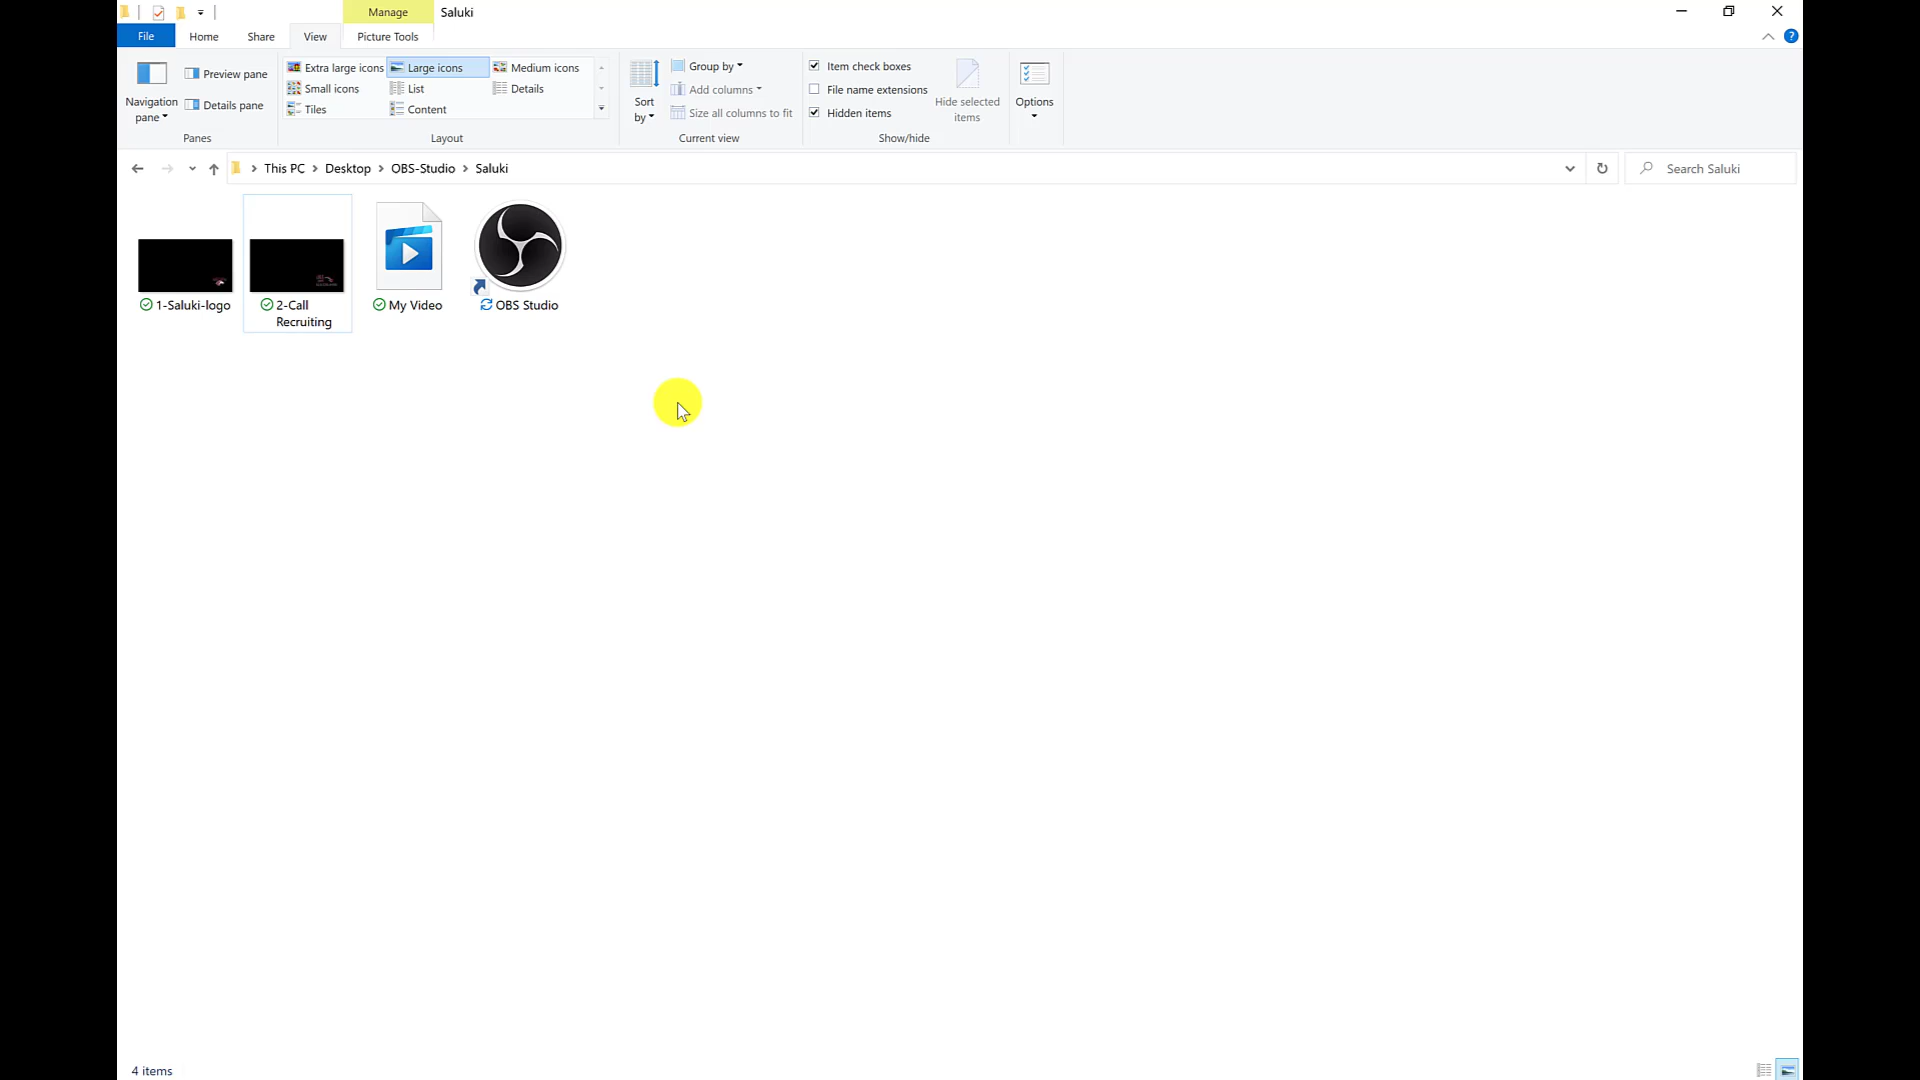 Manage
Saluki
File
Home
Share
View
Picture Tools
Navigation
pane
Preview pane
Details pane
Panes
Extra large icons
Large icons
Medium icons
Small icons
List
Details
Tiles
Content
Layout
Sort
by
Group by
Add columns
Size all columns to fit
Current view
Item check boxes
File name extensions
Hidden items
Hide selected
items
Show/hide
Options
This PC
Desktop
OBS-Studio
Saluki
Search Saluki
1-Saluki-logo
2-Call
Recruiting
My Video
OBS Studio
4 items